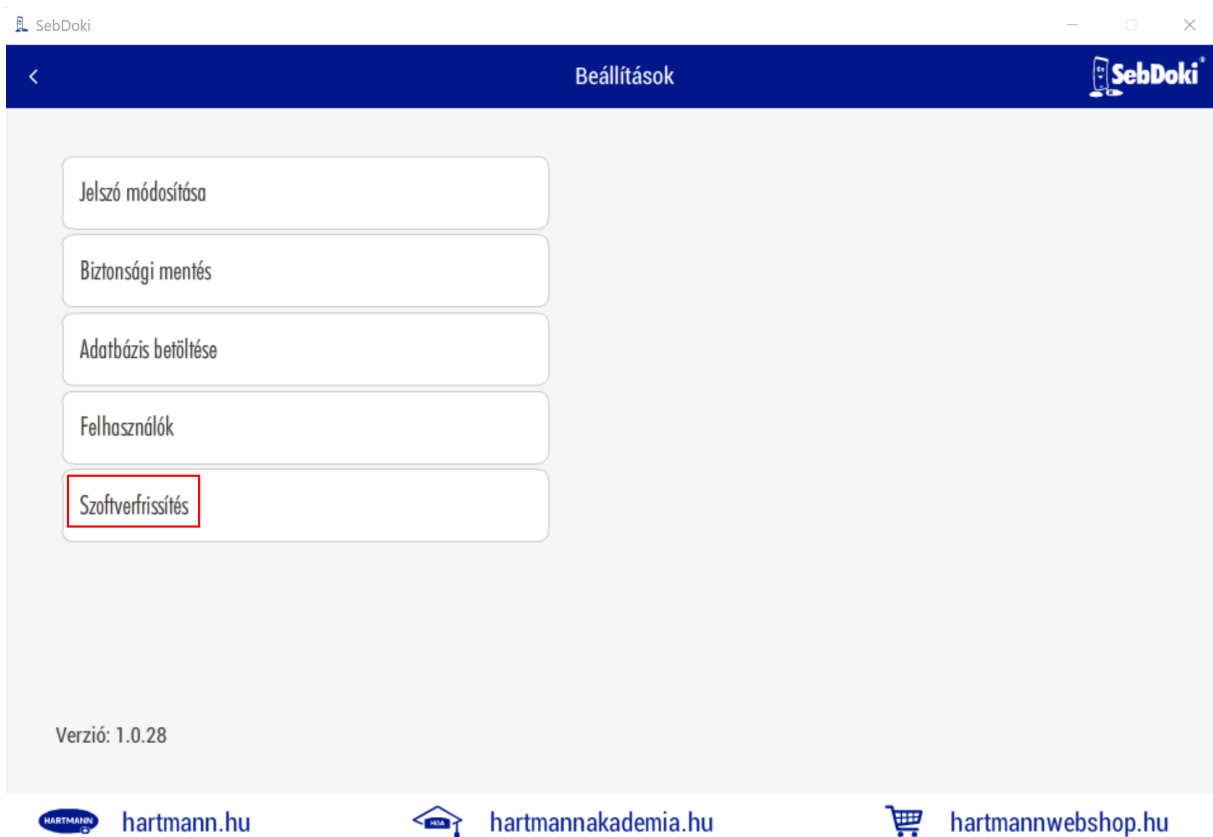 SebDoki
Beállítások
SebDoki®
Jelszó módosítása
Biztonsági mentés
Adatbázis betöltése
Felhasználók
Szoftverfrissítés
Verzió: 1.0.28
HARTMANN hartmann.hu
hartmannakademia.hu
hartmannwebshop.hu